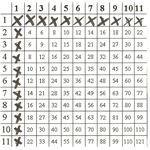 1 2 3 4 5 6 7 8 9 10 11
1 X X X X X X X X X X X
2 X 4 6 8 10 12 14 16 18 20 22
3 X 6 9 12 15 18 21 24 27 30 33
4 X 8 12 16 20 24 28 32 36 40 44
5 X 10 15 20 25 30 35 40 45 50 55
6 X 12 18 24 30 36 42 48 54 60 66
7 X 14 21 28 35 42 49 56 63 70 77
8 X 16 24 32 40 48 56 64 72 80 88
9 X 18 27 36 45 54 63 72 81 90 99
10 X 20 30 40 50 60 70 80 90 100 110
11 X 22 33 44 55 66 77 88 99 110 121